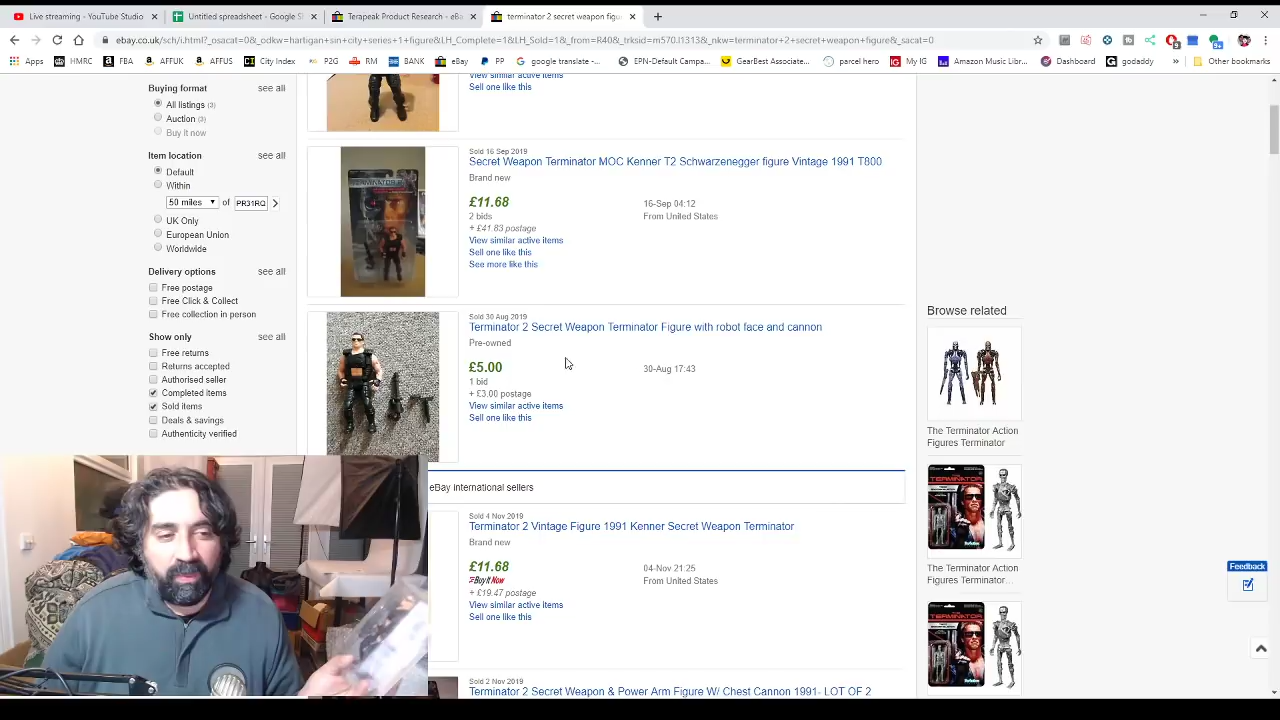 Live streaming - YouTube Studio
Untitled spreadsheet - Google S
Terapeak Product Research - eBa
terminator 2 secret weapon figu
ebay.co.uk/sch/i.html?_osacat=0&_odkw=hartigan+sin+city+series+1+figure&LH_Complete=1&LH_Sold=1&_from=R40&_trksid=m570.l1313&_nkw=terminator+2+secret+weapon+figure&_sacat=0
Apps
HMRC
FBA
AFFUK
AFFUS
City Index
P2G
RM
BANK
eBay
PP
google translate -...
EPN-Default Campa...
GearBest Associate...
parcel hero
My IG
Amazon Music Libr...
Dashboard
godaddy
»
Other bookmarks
Buying format
see all
All listings (3)
Auction (3)
Buy it now
Item location
see all
Default
Within
50 miles
of
PR31RQ
UK Only
European Union
Worldwide
Delivery options
see all
Free postage
Free Click & Collect
Free collection in person
Show only
see all
Free returns
Returns accepted
Authorised seller
Completed items
Sold items
Deals & savings
Authenticity verified
View similar active items
Sell one like this
Sold 16 Sep 2019
Secret Weapon Terminator MOC Kenner T2 Schwarzenegger figure Vintage 1991 T800
Brand new
£11.68
16-Sep 04:12
2 bids
From United States
+ £41.83 postage
View similar active items
Sell one like this
See more like this
Sold 30 Aug 2019
Terminator 2 Secret Weapon Terminator Figure with robot face and cannon
Pre-owned
£5.00
30-Aug 17:43
1 bid
+ £3.00 postage
View similar active items
Sell one like this
eBay international sellers
Sold 4 Nov 2019
Terminator 2 Vintage Figure 1991 Kenner Secret Weapon Terminator
Brand new
£11.68
04-Nov 21:25
Buy It Now
From United States
+ £19.47 postage
View similar active items
Sell one like this
Sold 2 Nov 2019
Terminator 2 Secret Weapon & Power Arm Figure W/ Chest Cannon 1991- LOT OF 2
Browse related
The Terminator Action
Figures Terminator
TERMINATOR
The Terminator Action
Figures Terminator...
TERMINATOR
Feedback